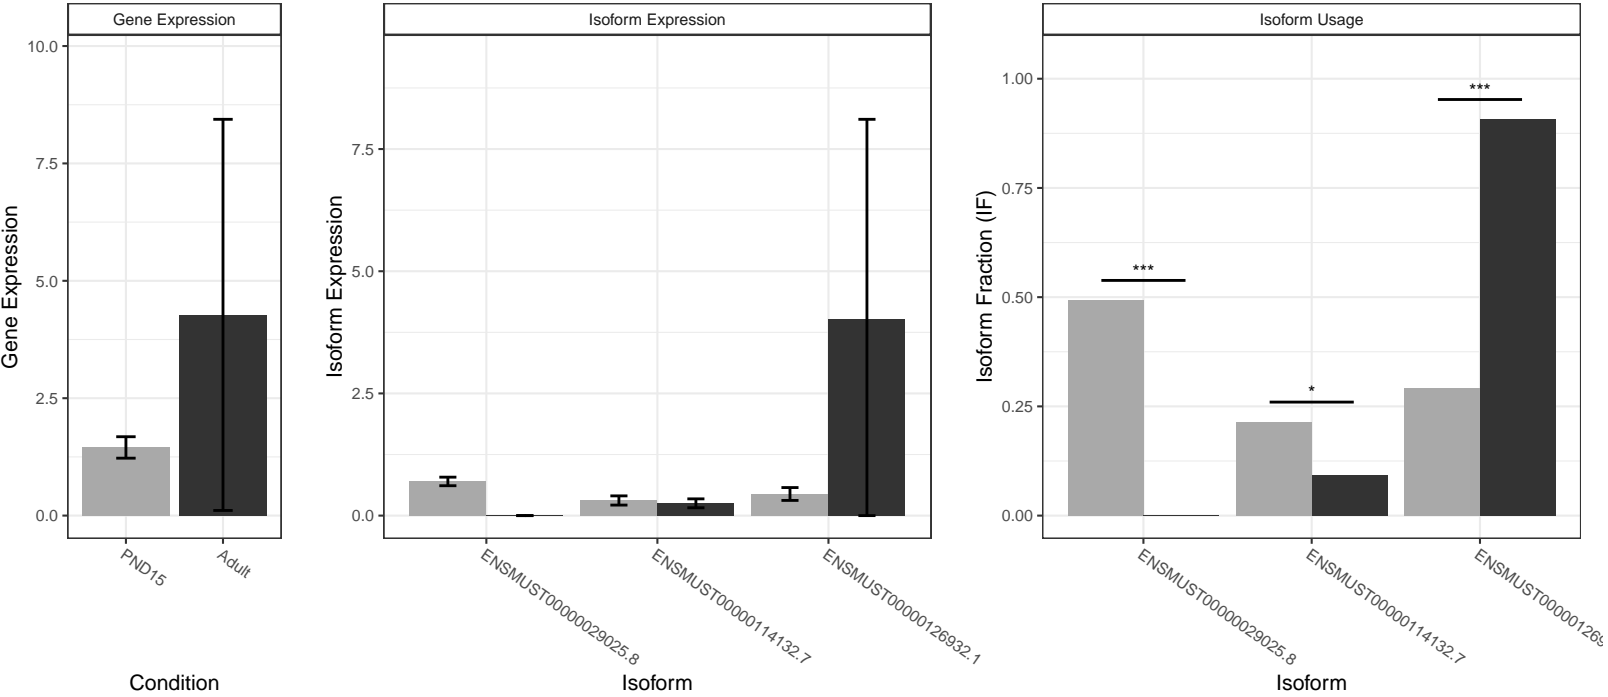 Gene Expression
Isoform Expression
Isoform Usage
Gene Expression
10.0
7.5
5.0
2.5
0.0
PND15
Adult
Condition
Isoform Expression
7.5
5.0
2.5
0.0
ENSMUST00000029025.8
ENSMUST00000114132.7
ENSMUST00000126932.1
Isoform
Isoform Fraction (IF)
1.00
0.75
0.50
0.25
0.00
***
*
***
ENSMUST00000029025.8
ENSMUST00000114132.7
ENSMUST000001269
Isoform